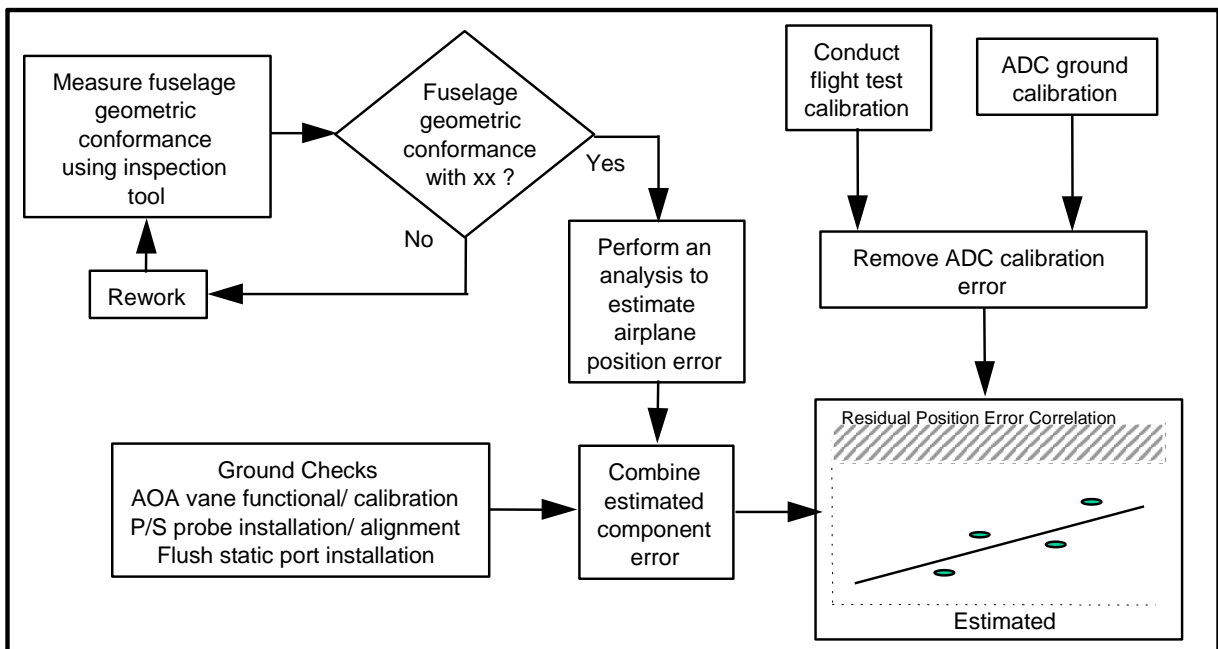 Measure fuselage
geometric
conformance
using inspection
tool
Fuselage
geometric
conformance
with xx ?
Yes
No
Rework
Perform an
analysis to
estimate
airplane
position error
Conduct
flight test
calibration
ADC ground
calibration
Remove ADC calibration
error
Ground Checks
AOA vane functional/ calibration
P/S probe installation/ alignment
Flush static port installation
Combine
estimated
component
error
Residual Position Error Correlation
Estimated